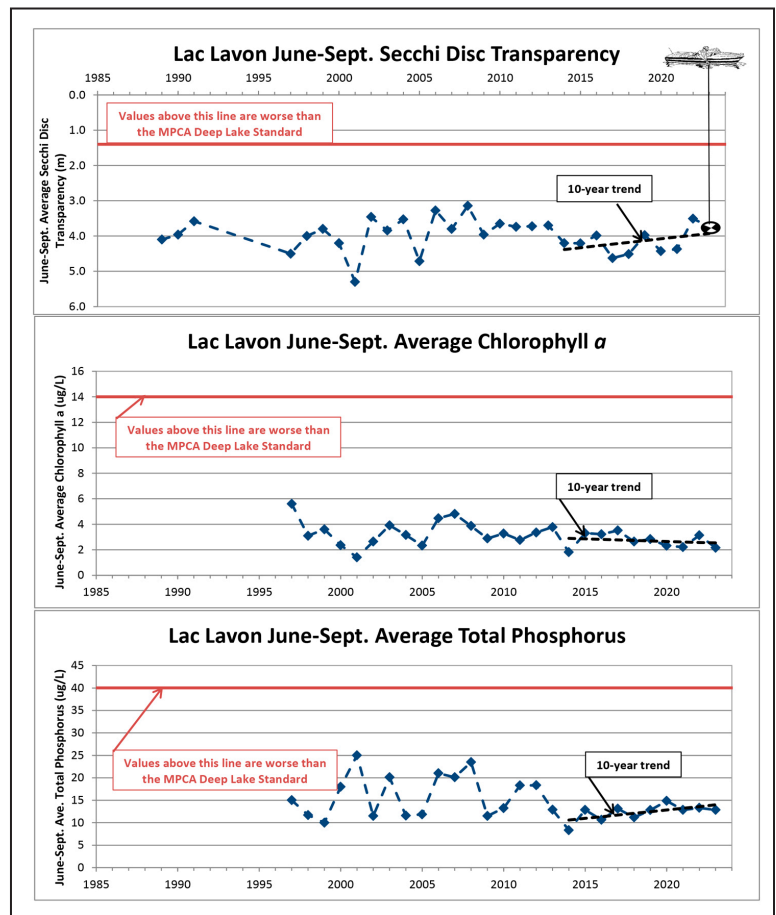 Lac Lavon June-Sept. Secchi Disc Transparency
1985 1990 1995 2000 2005 2010 2015 2020
0.0
1.0
2.0
3.0
4.0
5.0
6.0
June-Sept. Average Secchi Disc
Transparency (m)
Values above this line are worse than
the MPCA Deep Lake Standard
10-year trend
Lac Lavon June-Sept. Average Chlorophyll a
16
14
12
10
8
6
4
2
0
June-Sept. Average Chlorophyll a (ug/L)
Values above this line are worse than
the MPCA Deep Lake Standard
10-year trend
1985 1990 1995 2000 2005 2010 2015 2020
Lac Lavon June-Sept. Average Total Phosphorus
45
40
35
30
25
20
15
10
5
0
June-Sept. Ave. Total Phosphorus (ug/L)
Values above this line are worse than
the MPCA Deep Lake Standard
10-year trend
1985 1990 1995 2000 2005 2010 2015 2020